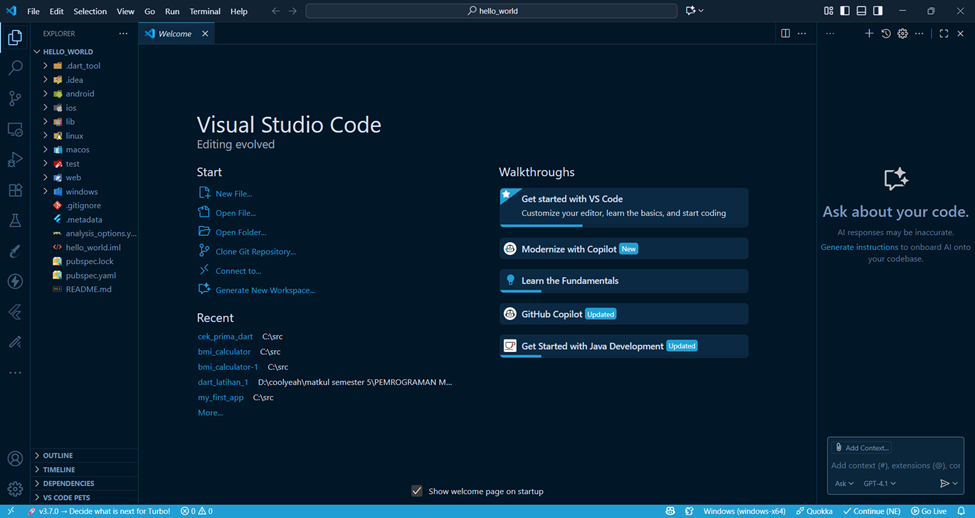 File Edit Selection View Go Run Terminal Help
hello_world
EXPLORER
HELLO_WORLD
.dart_tool
.idea
android
ios
lib
linux
macos
test
web
windows
.gitignore
.metadata
analysis_options.y...
hello_world.iml
pubspec.lock
pubspec.yaml
README.md
OUTLINE
TIMELINE
DEPENDENCIES
VS CODE PETS
Welcome
Visual Studio Code
Editing evolved
Start
New File...
Open File...
Open Folder...
Clone Git Repository...
Connect to...
Generate New Workspace...
Recent
cek_prima_dart C:\src
bmi_calculator C:\src
bmi_calculator-1 C:\src
dart_latihan_1 D:\coolyeah\matkul semester 5\PEMROGRAMAN M...
my_first_app C:\src
More...
Walkthroughs
Get started with VS Code
Customize your editor, learn the basics, and start coding
Modernize with Copilot New
Learn the Fundamentals
GitHub Copilot Updated
Get Started with Java Development Updated
Show welcome page on startup
Ask about your code.
AI responses may be inaccurate.
Generate instructions to onboard AI onto
your codebase.
Add Context...
Add context (#), extensions (@), con
Ask GPT-4.1
v3.7.0 → Decide what is next for Turbo! 0 0
Windows (windows-x64) Quokka Continue (NE) Go Live